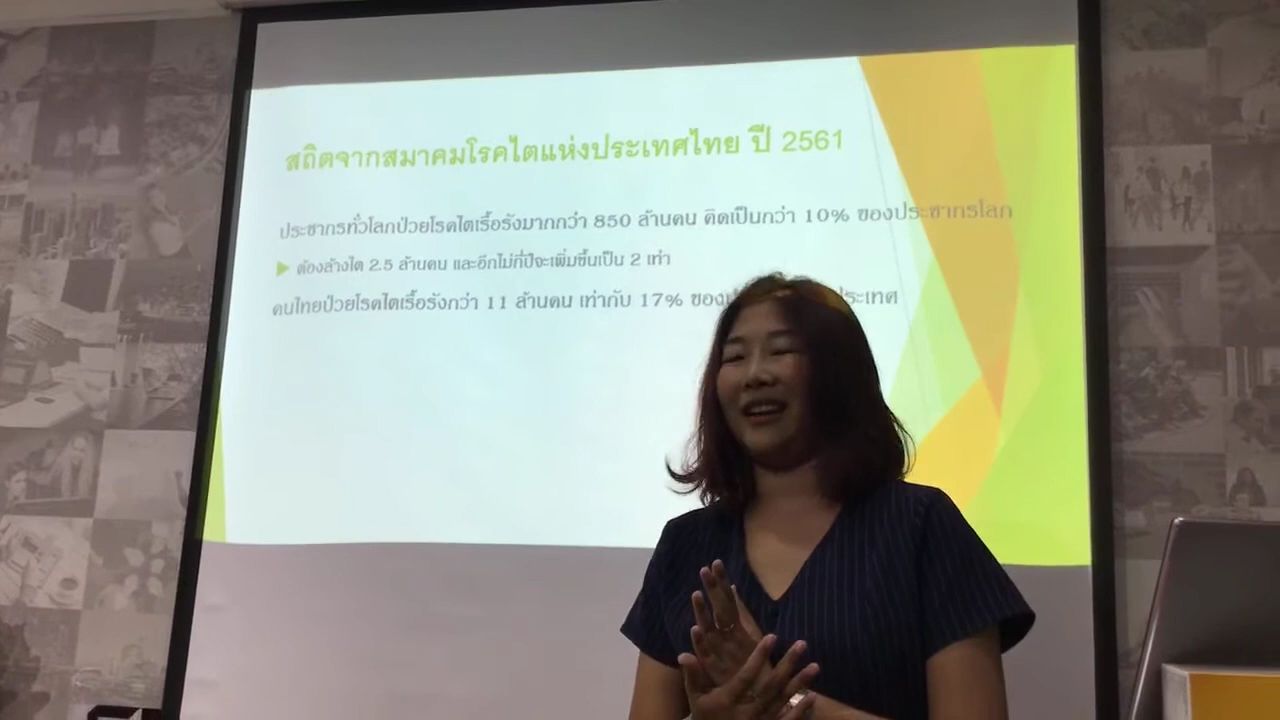 สถิตจากสมาคมโรคไตแห่งประเทศไทย ปี 2561
ประชากรทั่วโลกป่วยโรคไตเรื้อรังมากกว่า 850 ล้านคน คิดเป็นกว่า 10% ของประชากรโลก
ต้องล้างไต 2.5 ล้านคน และอีกไม่กี่ปีจะเพิ่มขึ้นเป็น 2 เท่า
คนไทยป่วยโรคไตเรื้อรังกว่า 11 ล้านคน เท่ากับ 17% ของ